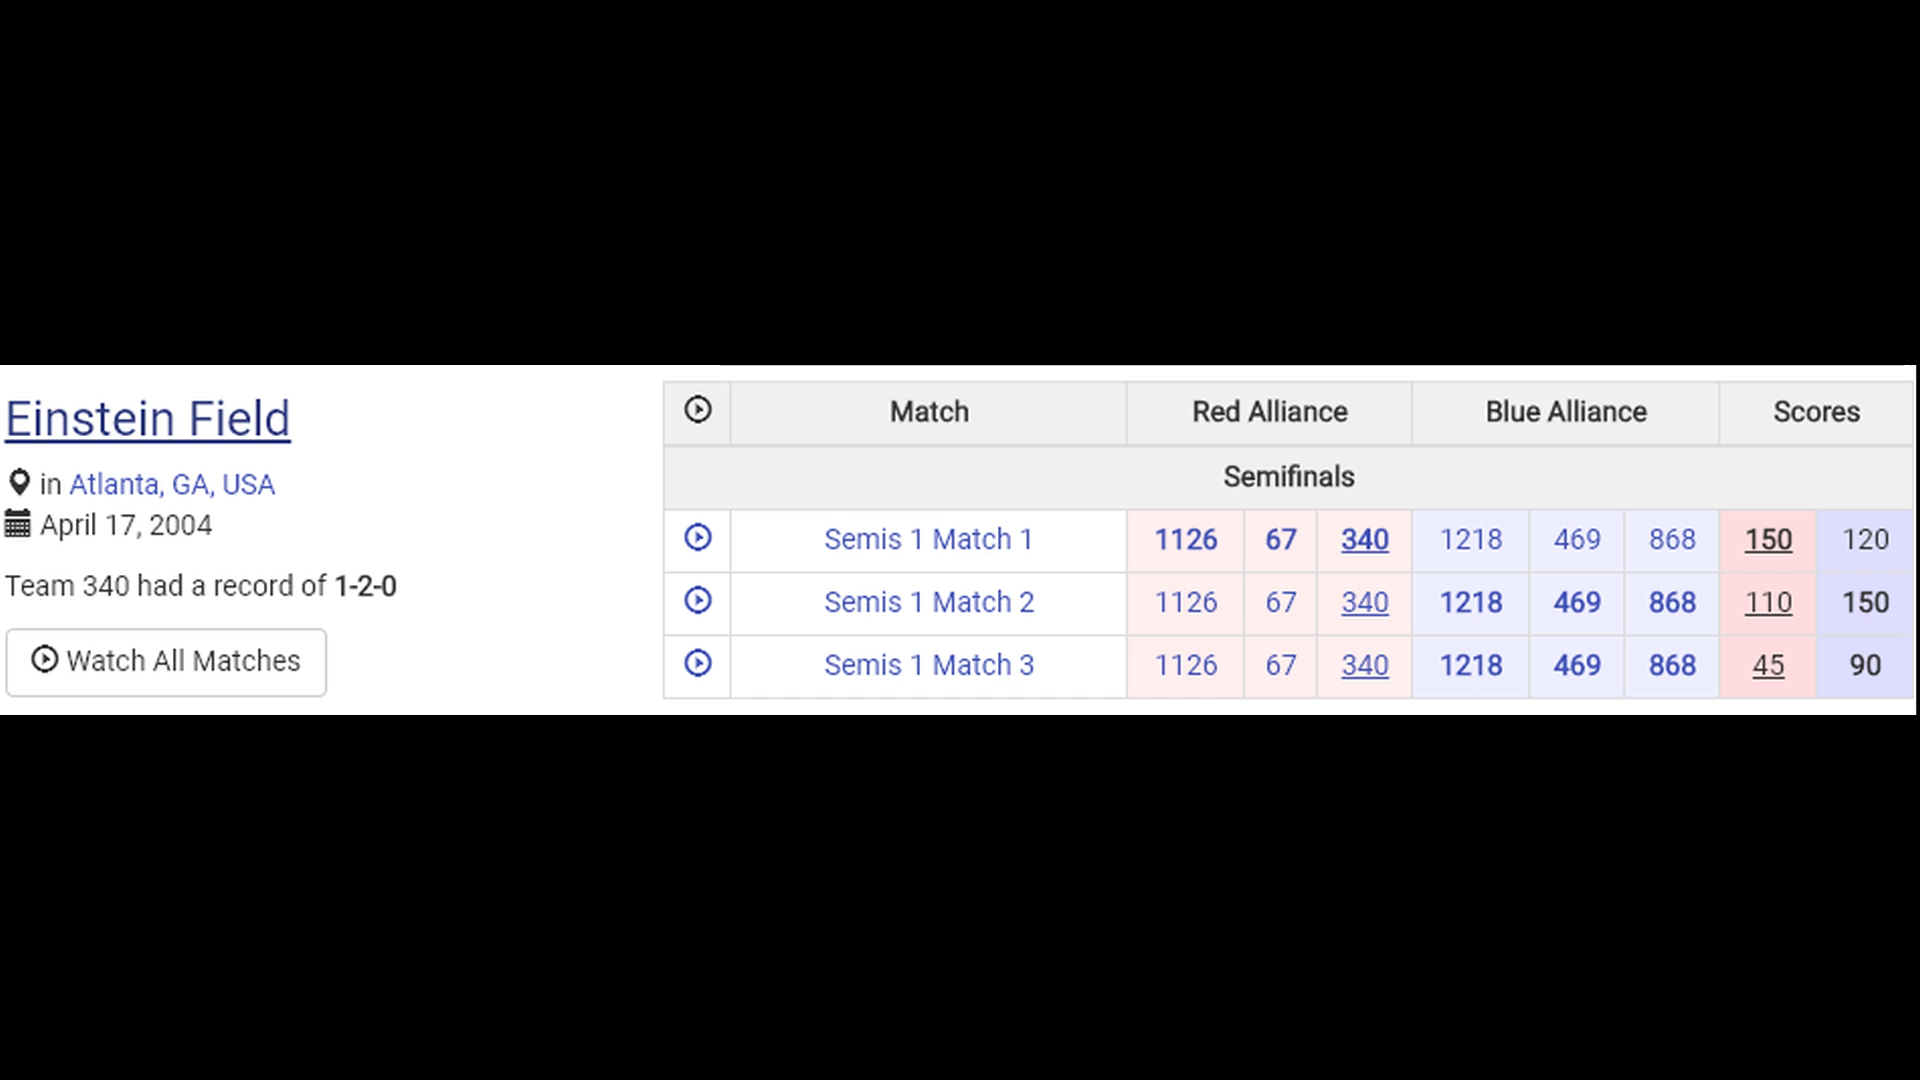 Einstein Field
in Atlanta, GA, USA
April 17, 2004
Team 340 had a record of 1-2-0
Watch All Matches
Match Red Alliance Blue Alliance Scores
Semifinals
Semis 1 Match 1 1126 67 340 1218 469 868 150 120
Semis 1 Match 2 1126 67 340 1218 469 868 110 150
Semis 1 Match 3 1126 67 340 1218 469 868 45 90